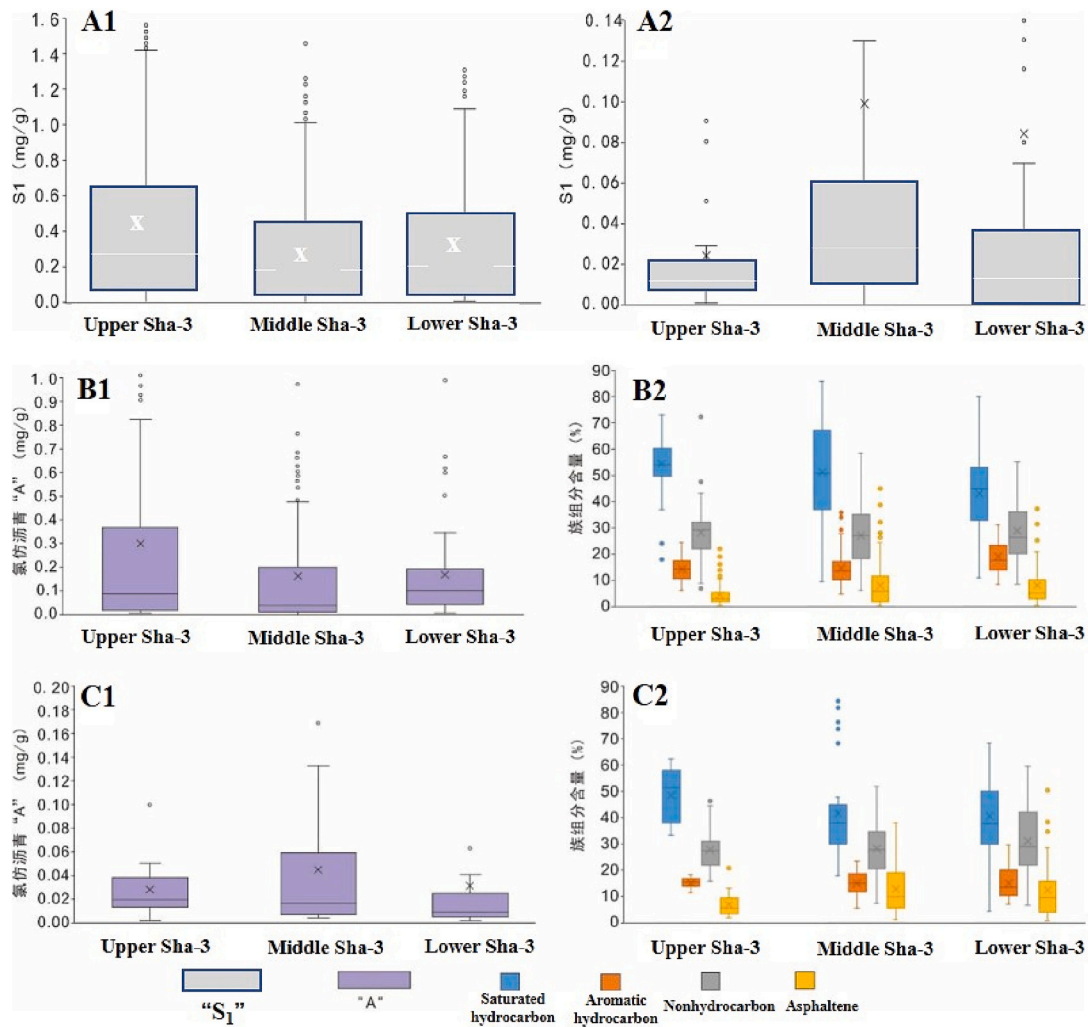 A1
1.6
1.4
1.2
1.0
0.8
0.6
0.4
0.2
0.0
S1 (mg/g)
X
X
X
Upper Sha-3
Middle Sha-3
Lower Sha-3
A2
0.14
0.12
0.10
0.08
0.06
0.04
0.02
0.00
S1 (mg/g)
Upper Sha-3
Middle Sha-3
Lower Sha-3
B1
1.0
0.9
0.8
0.7
0.6
0.5
0.4
0.3
0.2
0.1
0.0
氯仿沥青 “A” (mg/g)
Upper Sha-3
Middle Sha-3
Lower Sha-3
B2
90
80
70
60
50
40
30
20
10
0
族组分含量 (%)
Upper Sha-3
Middle Sha-3
Lower Sha-3
C1
0.20
0.18
0.16
0.14
0.12
0.10
0.08
0.06
0.04
0.02
0.00
氯仿沥青 “A” (mg/g)
Upper Sha-3
Middle Sha-3
Lower Sha-3
C2
90
80
70
60
50
40
30
20
10
0
族组分含量 (%)
Upper Sha-3
Middle Sha-3
Lower Sha-3
“S₁”
"A"
Saturated
hydrocarbon
Aromatic
hydrocarbon
Nonhydrocarbon
Asphaltene